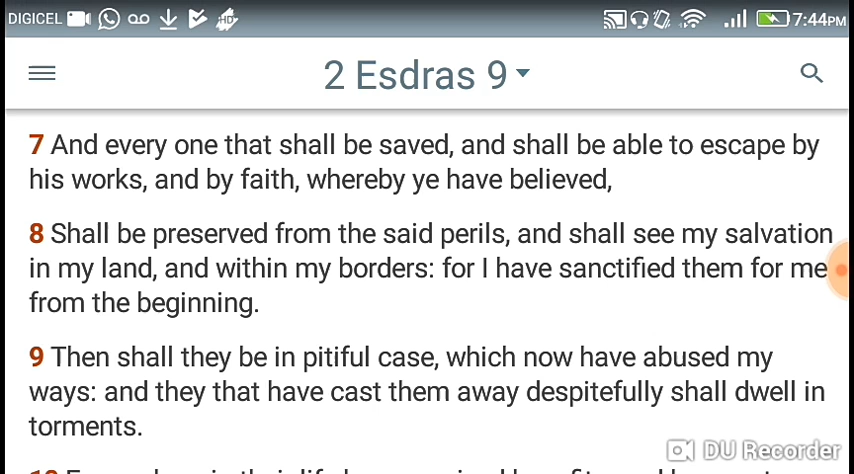 DIGICEL HD 7:44PM
2 Esdras 9
7 And every one that shall be saved, and shall be able to escape by
his works, and by faith, whereby ye have believed,
8 Shall be preserved from the said perils, and shall see my salvation
in my land, and within my borders: for I have sanctified them for me
from the beginning.
9 Then shall they be in pitiful case, which now have abused my
ways: and they that have cast them away despitefully shall dwell in
torments.
DU Recorder